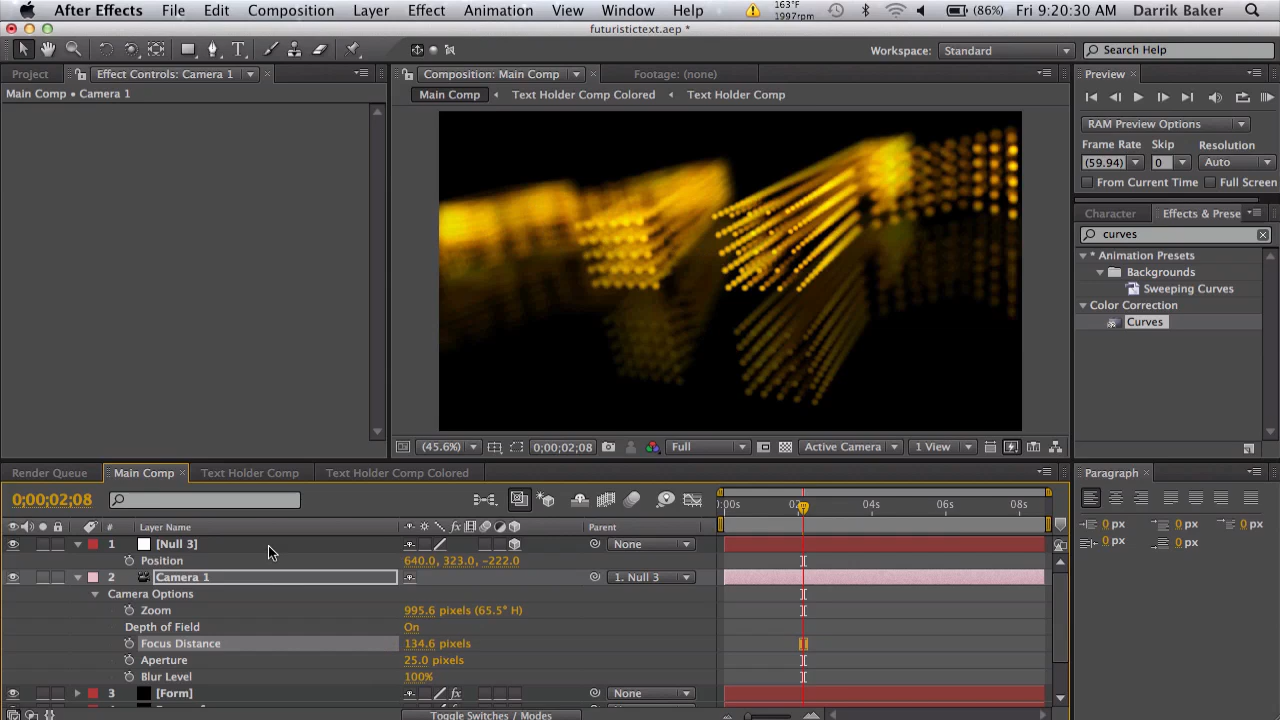 After Effects File Edit Composition Layer Effect Animation View Window Help 163°F 1997rpm (86%) Fri 9:20:30 AM Darrik Baker
futuristictext.aep *
Workspace: Standard Search Help
Project Effect Controls: Camera 1 Composition: Main Comp Footage: (none) Preview
Main Comp • Camera 1 Main Comp Text Holder Comp Colored Text Holder Comp
RAM Preview Options
Frame Rate Skip Resolution
(59.94) 0 Auto
From Current Time Full Screen
Character Effects & Prese
curves
* Animation Presets
Backgrounds
Sweeping Curves
Color Correction
Curves
(45.6%) 0;00;02;08 Full Active Camera 1 View
Render Queue Main Comp Text Holder Comp Text Holder Comp Colored Paragraph
0;00;02;08 :00s 02 04s 06s 08s
# Layer Name Parent
0 px 0 px 0 px
1 [Null 3] None
0 px 0 px
Position 640.0, 323.0, -222.0
2 Camera 1 1. Null 3
Camera Options
Zoom 995.6 pixels (65.5° H)
Depth of Field On
Focus Distance 134.6 pixels
Aperture 25.0 pixels
Blur Level 100%
3 [Form] None
Toggle Switches / Modes